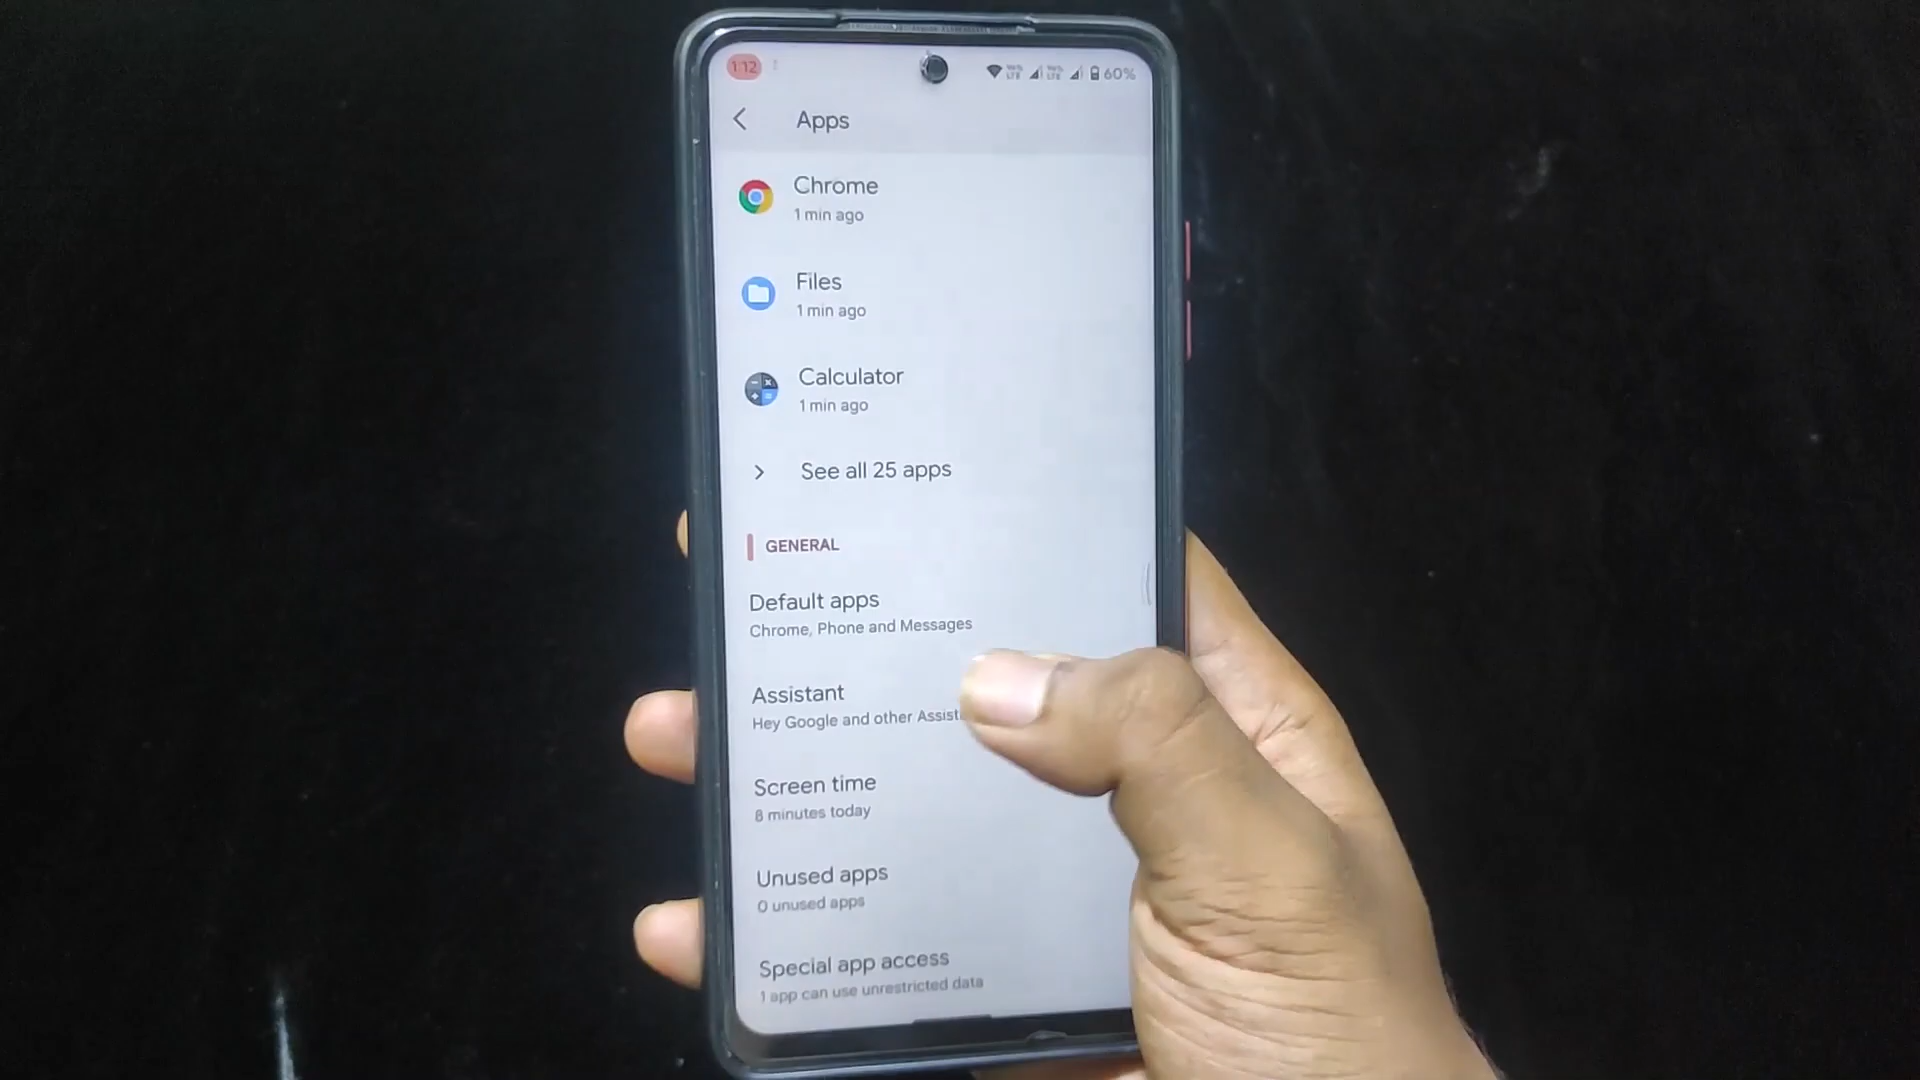 1:12
60%
Apps
Chrome
1 min ago
Files
1 min ago
Calculator
1 min ago
See all 25 apps
GENERAL
Default apps
Chrome, Phone and Messages
Assistant
Hey Google and other Assist
Screen time
8 minutes today
Unused apps
0 unused apps
Special app access
1 app can use unrestricted data